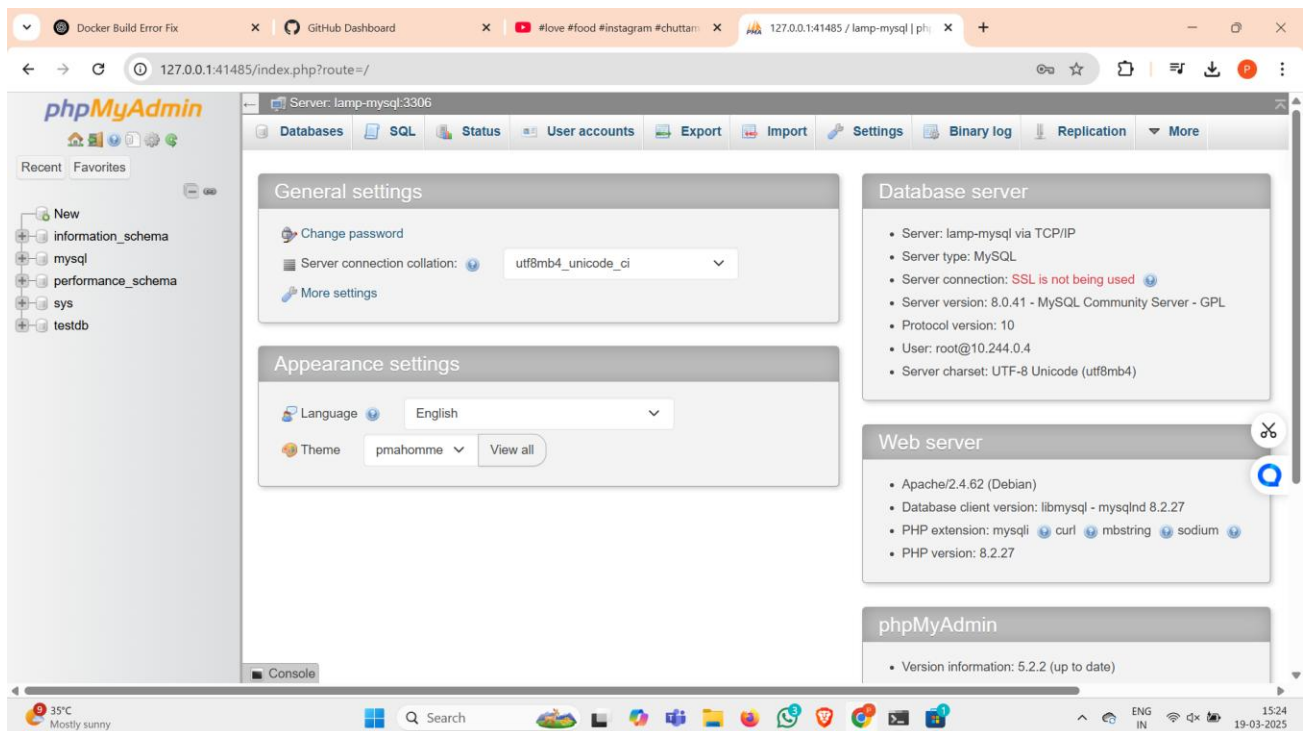 Docker Build Error Fix
GitHub Dashboard
#love #food #instagram #chuttam
127.0.0.1:41485 / lamp-mysql | ph
127.0.0.1:41485/index.php?route=/
P
phpMyAdmin
Recent Favorites
New
information_schema
mysql
performance_schema
sys
testdb
Server: lamp-mysql:3306
Databases SQL Status User accounts Export Import Settings Binary log Replication More
General settings
Change password
Server connection collation: utf8mb4_unicode_ci
More settings
Appearance settings
Language English
Theme pmahomme View all
Database server
Server: lamp-mysql via TCP/IP
Server type: MySQL
Server connection: SSL is not being used
Server version: 8.0.41 - MySQL Community Server - GPL
Protocol version: 10
User: root@10.244.0.4
Server charset: UTF-8 Unicode (utf8mb4)
Web server
Apache/2.4.62 (Debian)
Database client version: libmysql - mysqlnd 8.2.27
PHP extension: mysqli curl mbstring sodium
PHP version: 8.2.27
phpMyAdmin
Version information: 5.2.2 (up to date)
Console
9
35°C
Mostly sunny
Search
3
1
ENG
IN
15:24
19-03-2025